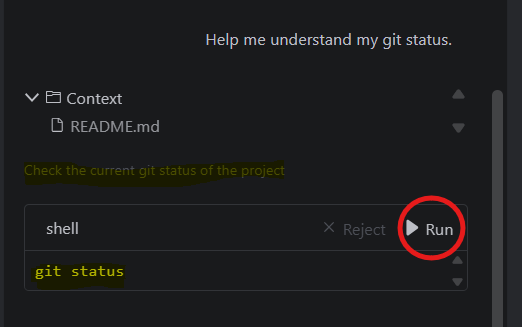 Help me understand my git status.
Context
README.md
Check the current git status of the project
shell Reject Run
git status